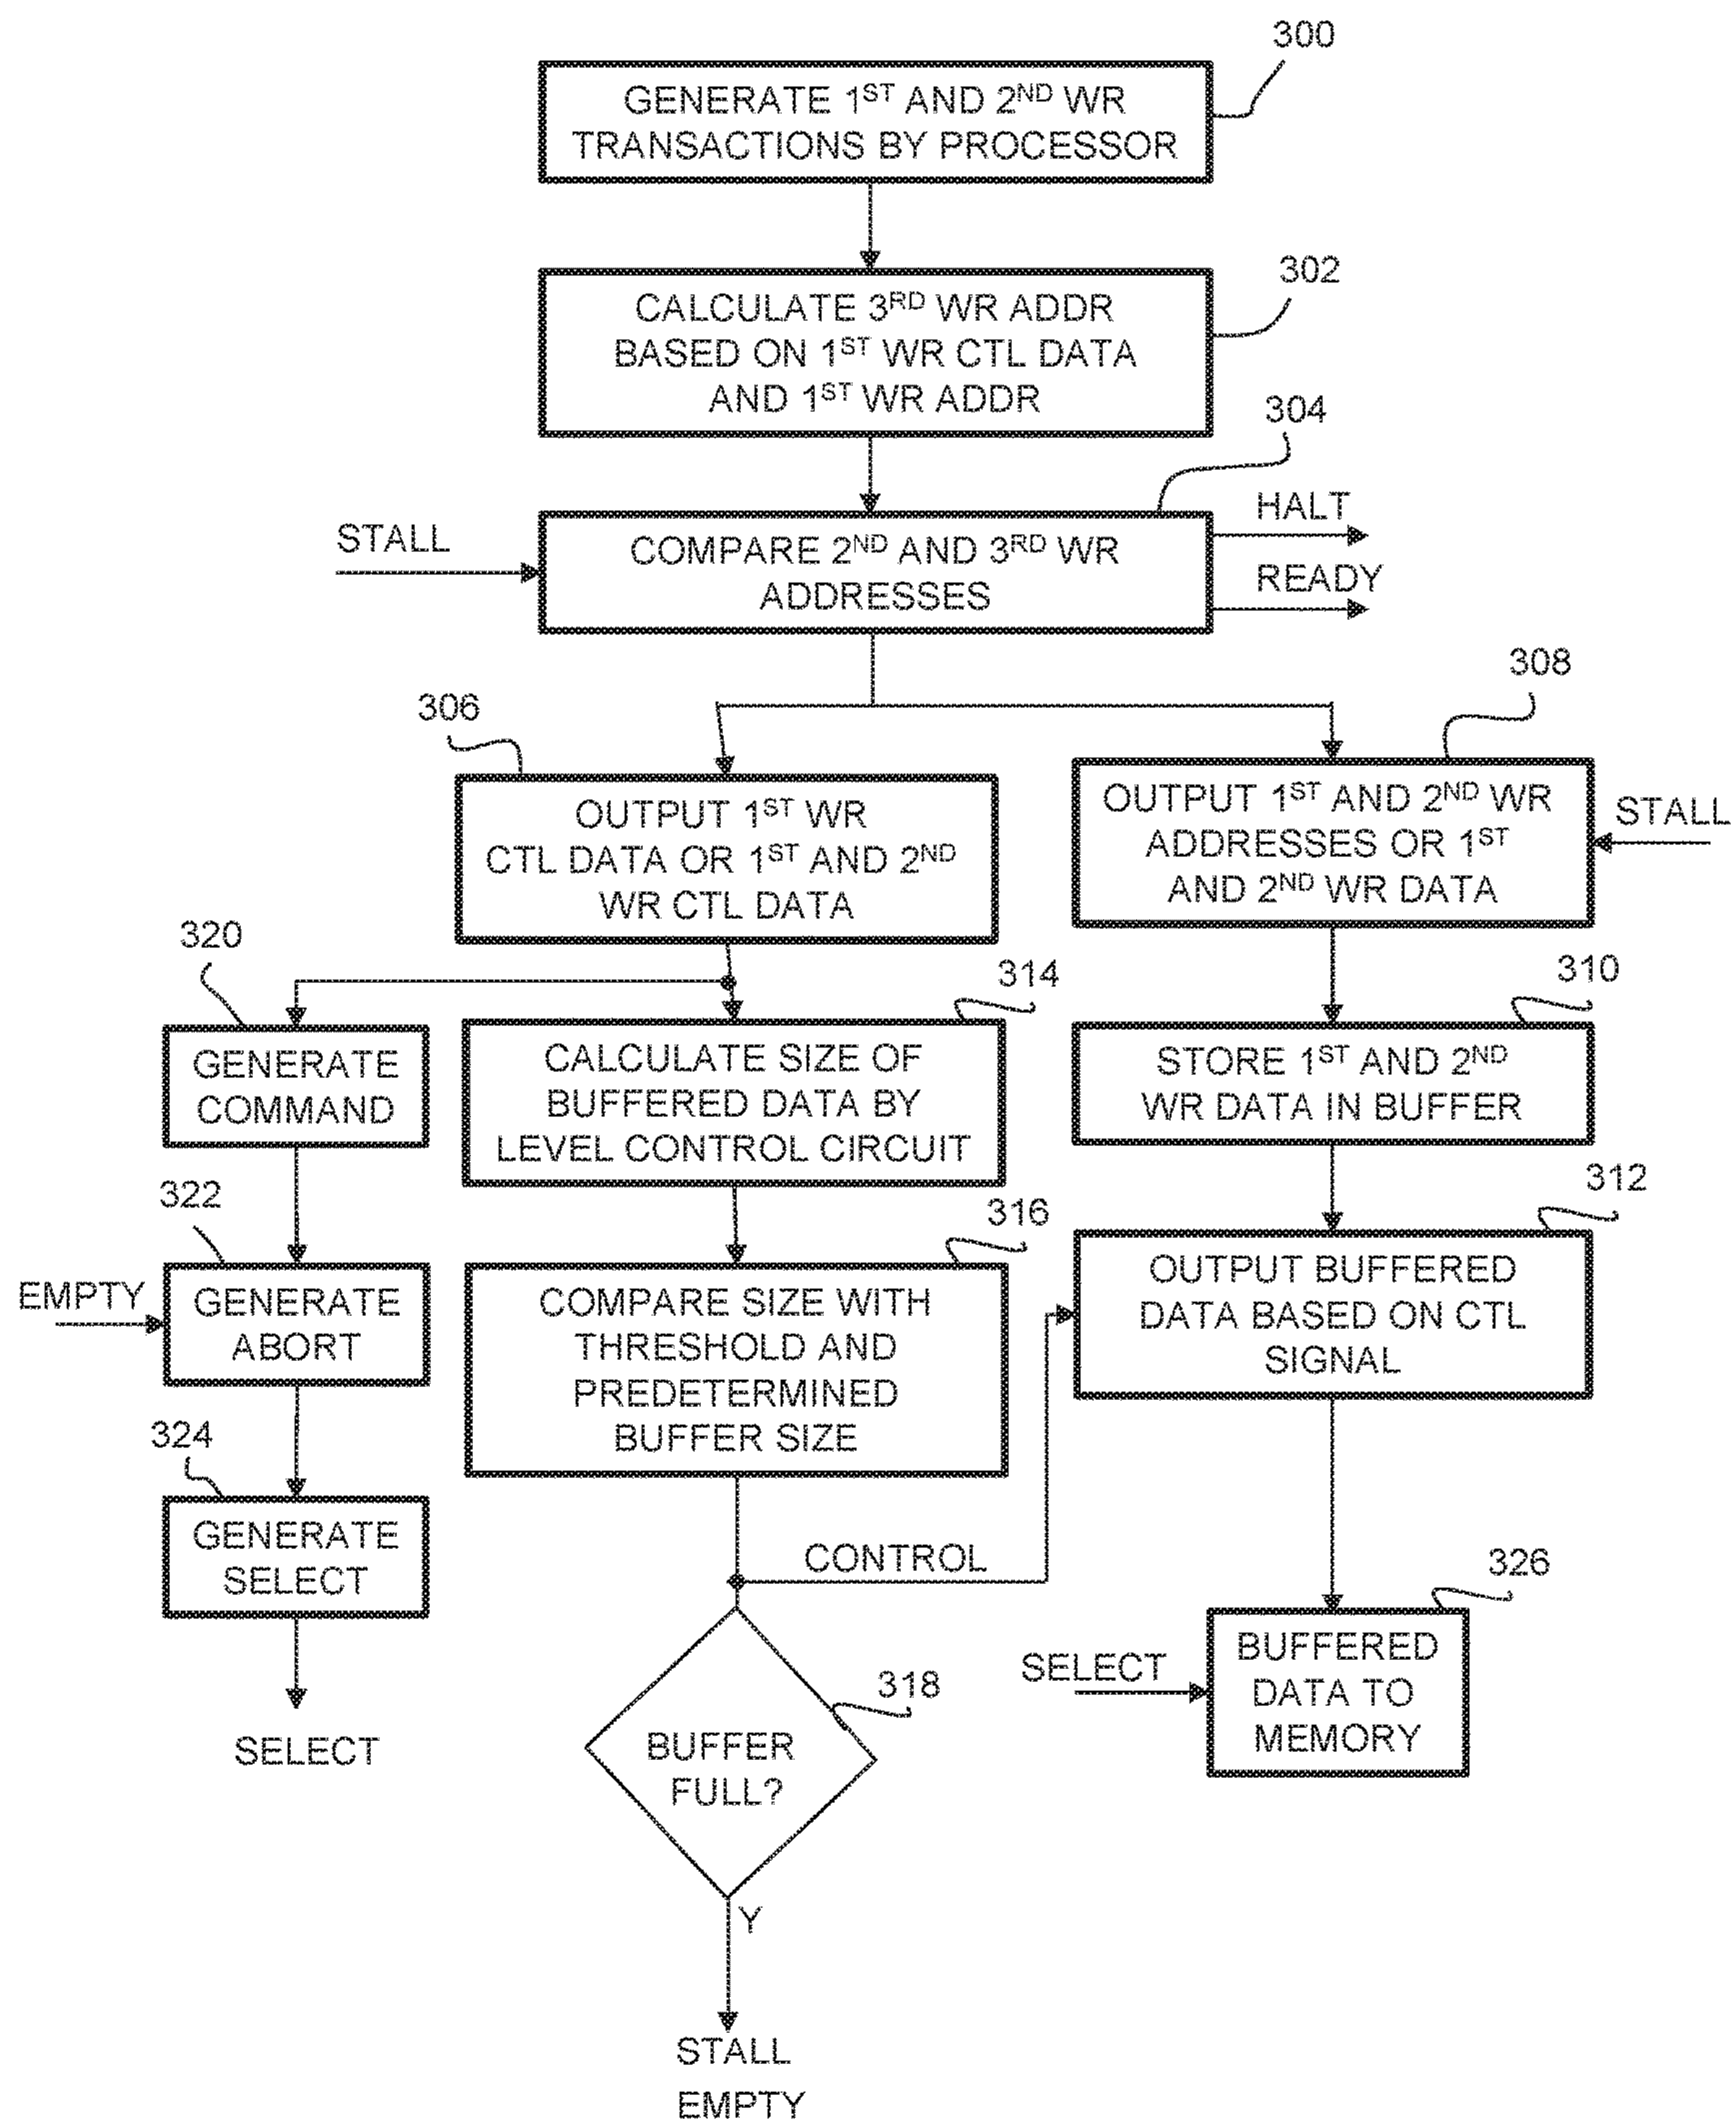 300
GENERATE 1ST AND 2ND WR
TRANSACTIONS BY PROCESSOR
302
CALCULATE 3RD WR ADDR
BASED ON 1ST WR CTL DATA
AND 1ST WR ADDR
304
STALL
COMPARE 2ND AND 3RD WR
ADDRESSES
HALT
READY
306
OUTPUT 1ST WR
CTL DATA OR 1ST AND 2ND
WR CTL DATA
308
OUTPUT 1ST AND 2ND WR
ADDRESSES OR 1ST
AND 2ND WR DATA
STALL
320
GENERATE
COMMAND
314
CALCULATE SIZE OF
BUFFERED DATA BY
LEVEL CONTROL CIRCUIT
310
STORE 1ST AND 2ND
WR DATA IN BUFFER
322
EMPTY
GENERATE
ABORT
316
COMPARE SIZE WITH
THRESHOLD AND
PREDETERMINED
BUFFER SIZE
312
OUTPUT BUFFERED
DATA BASED ON CTL
SIGNAL
324
GENERATE
SELECT
SELECT
CONTROL
318
BUFFER
FULL?
Y
STALL
EMPTY
326
SELECT
BUFFERED
DATA TO
MEMORY